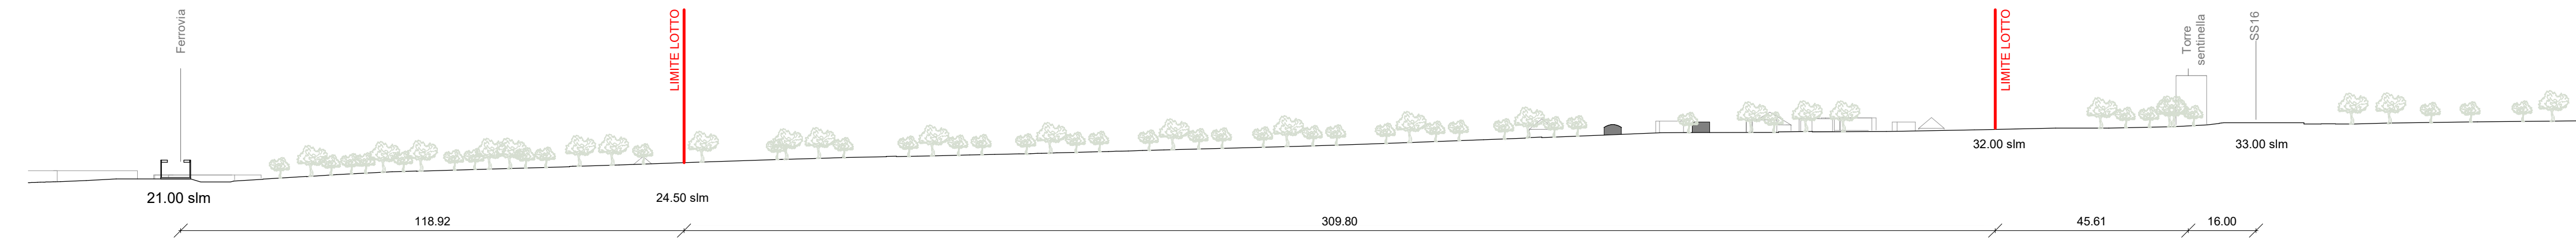 Ferrovia
LIMITE LOTTO
LIMITE LOTTO
Torre
sentinella
SS16
21.00 slm
24.50 slm
32.00 slm
33.00 slm
118.92
309.80
45.61
16.00